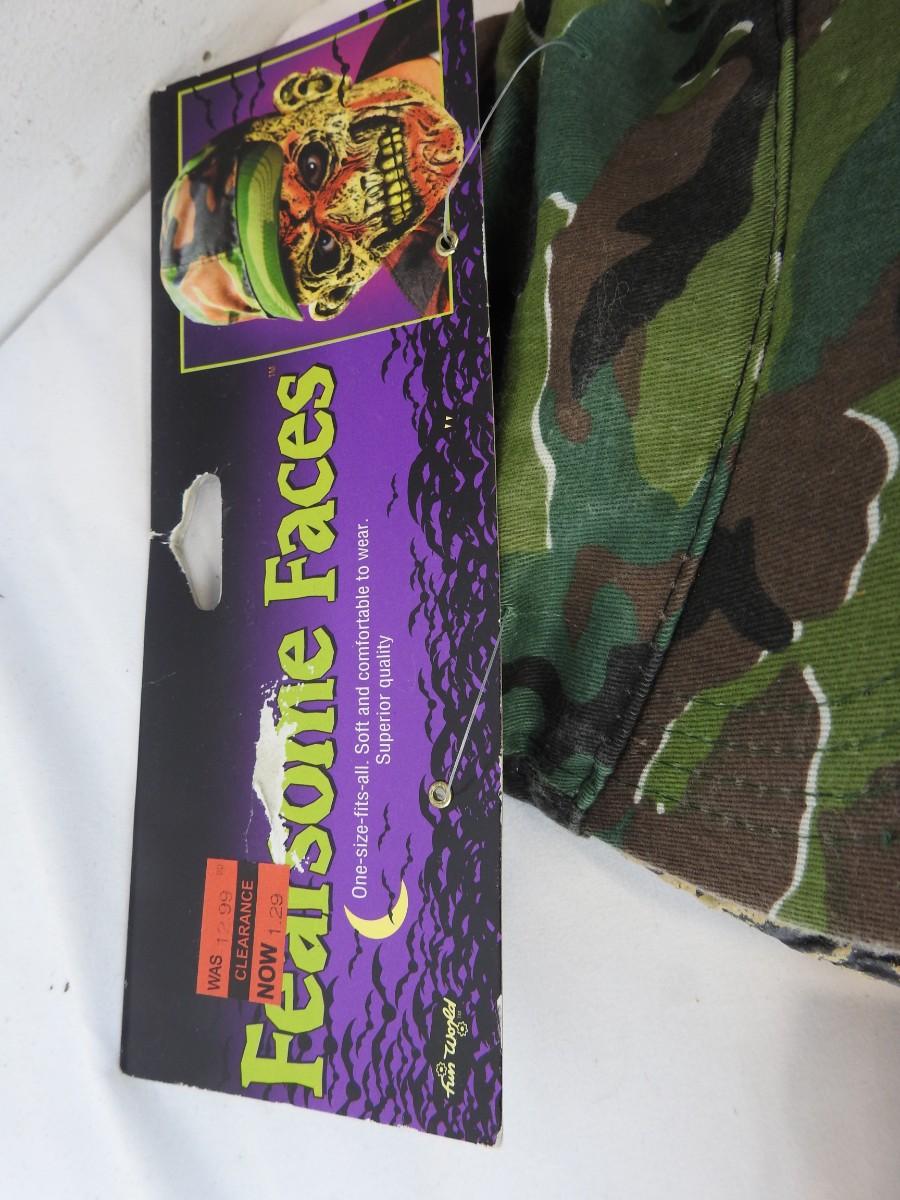 Fearsome Faces™
One-size-fits-all. Soft and comfortable to wear.
Superior quality
WAS 12.99
CLEARANCE
NOW 1.29
fun World™